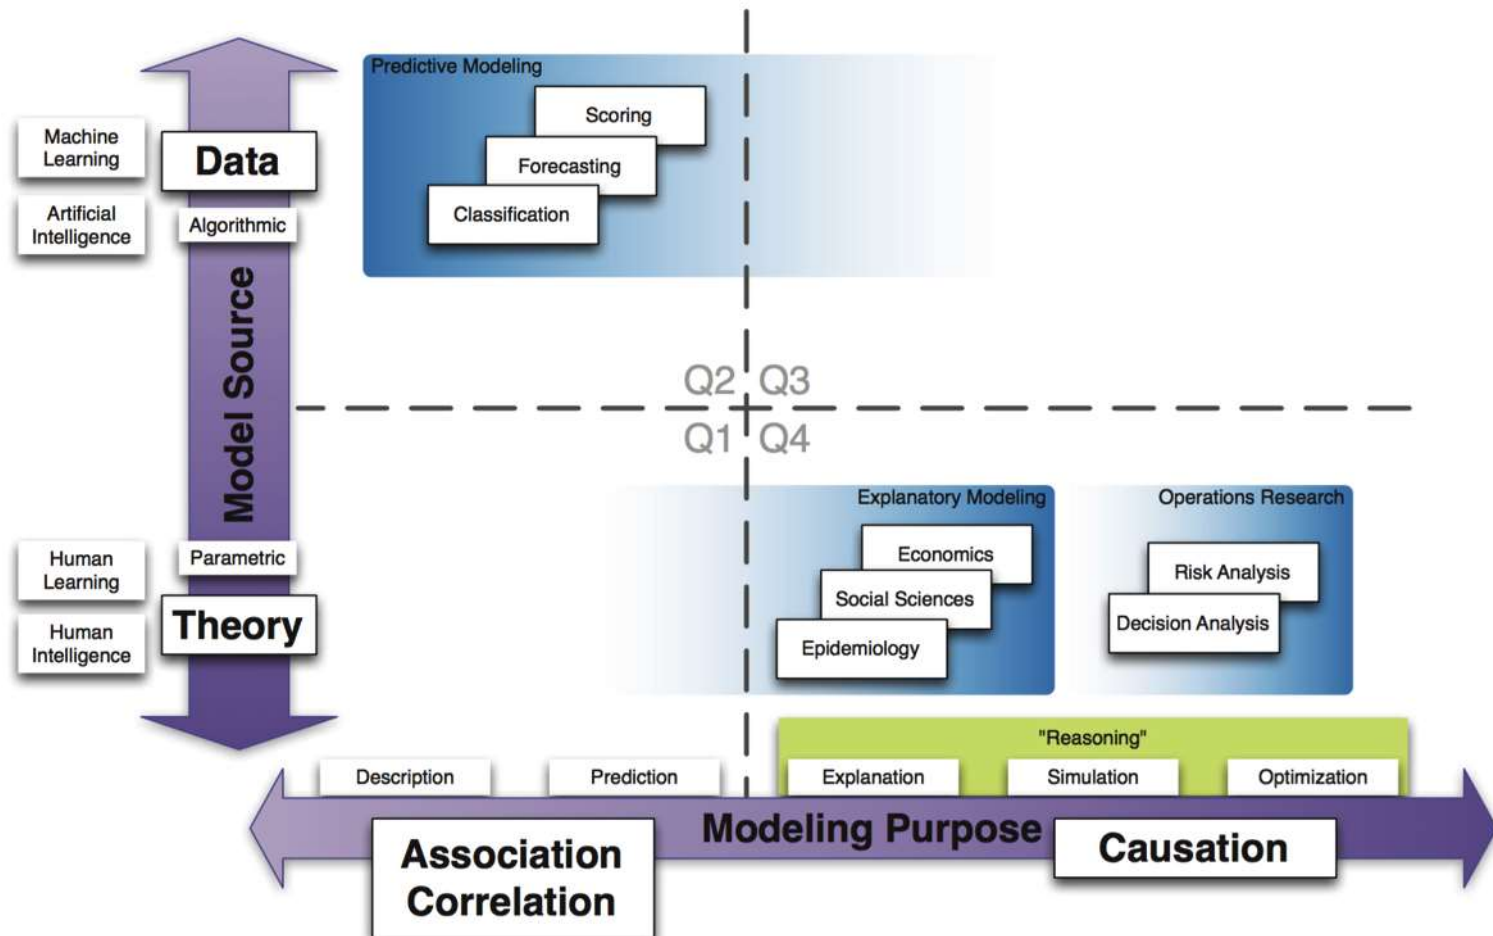 Predictive Modeling
Scoring
Forecasting
Classification
Machine
Learning
Data
Artificial
Intelligence
Algorithmic
Model Source
Q2
Q3
Q1
Q4
Explanatory Modeling
Economics
Social Sciences
Epidemiology
Operations Research
Risk Analysis
Decision Analysis
Parametric
Human
Learning
Theory
Human
Intelligence
"Reasoning"
Description
Prediction
Explanation
Simulation
Optimization
Modeling Purpose
Association
Correlation
Causation